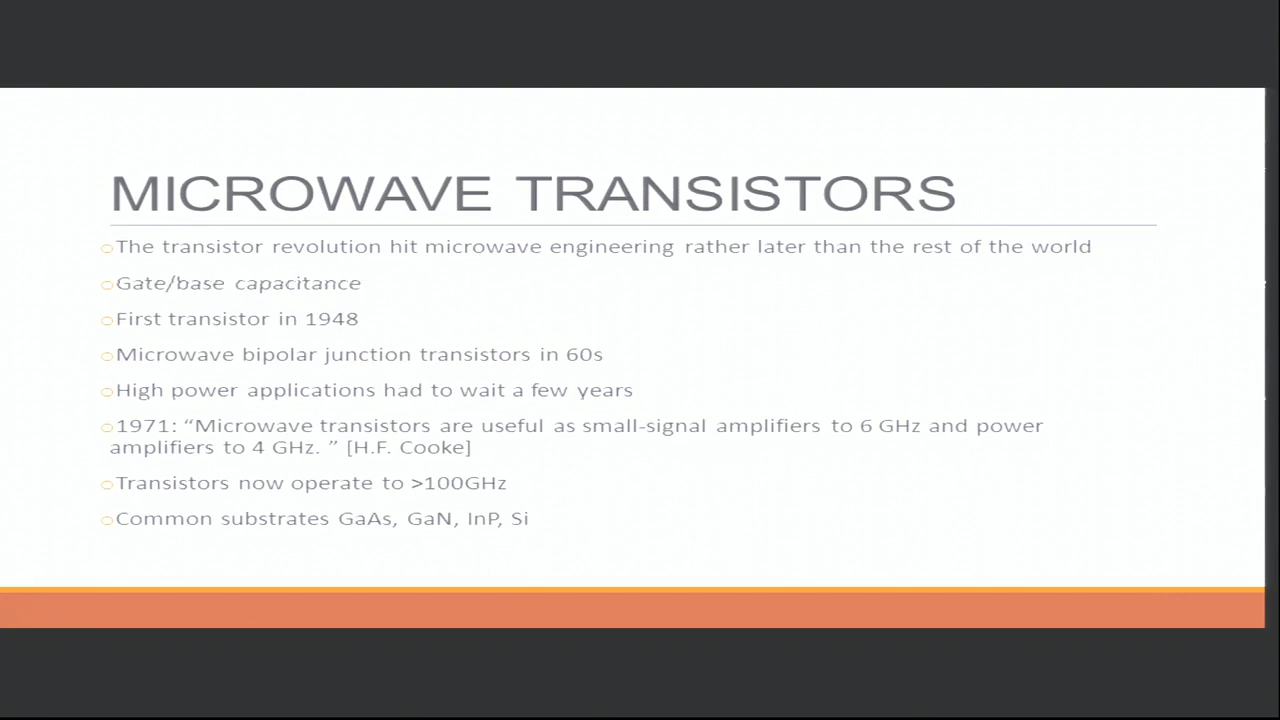 MICROWAVE TRANSISTORS
The transistor revolution hit microwave engineering rather later than the rest of the world
Gate/base capacitance
First transistor in 1948
Microwave bipolar junction transistors in 60s
High power applications had to wait a few years
1971: “Microwave transistors are useful as small-signal amplifiers to 6 GHz and power
amplifiers to 4 GHz. ” [H.F. Cooke]
Transistors now operate to >100GHz
Common substrates GaAs, GaN, InP, Si